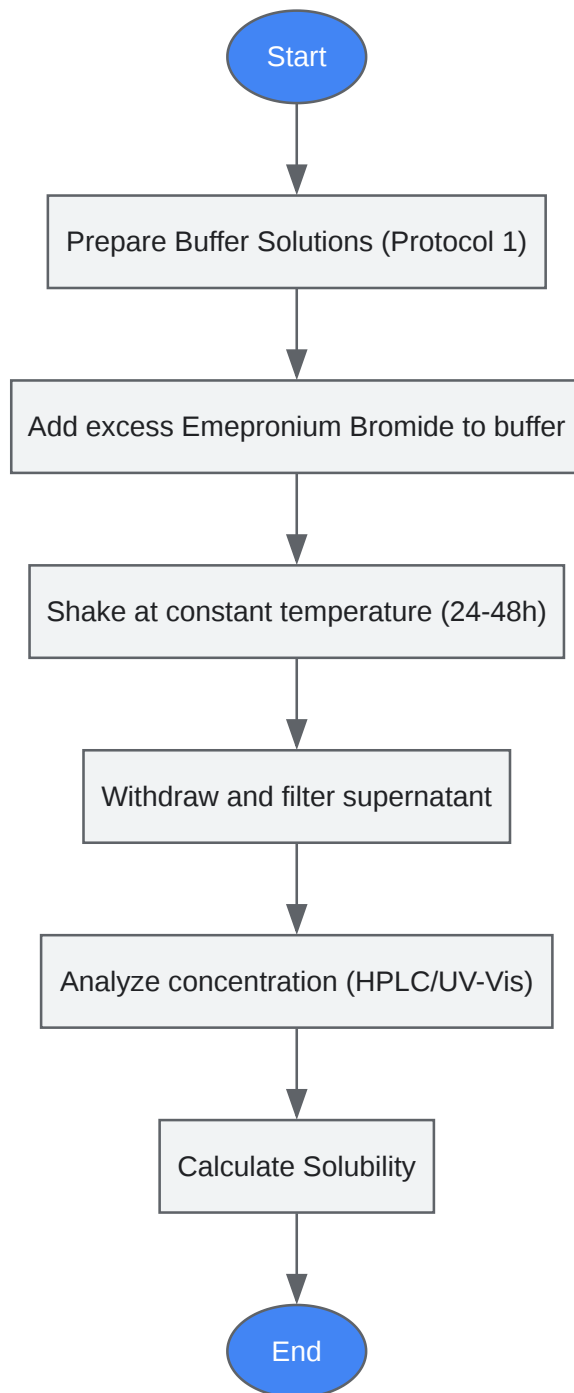 Start
Prepare Buffer Solutions (Protocol 1)
Add excess Emepronium Bromide to buffer
Shake at constant temperature (24-48h)
Withdraw and filter supernatant
Analyze concentration (HPLC/UV-Vis)
Calculate Solubility
End